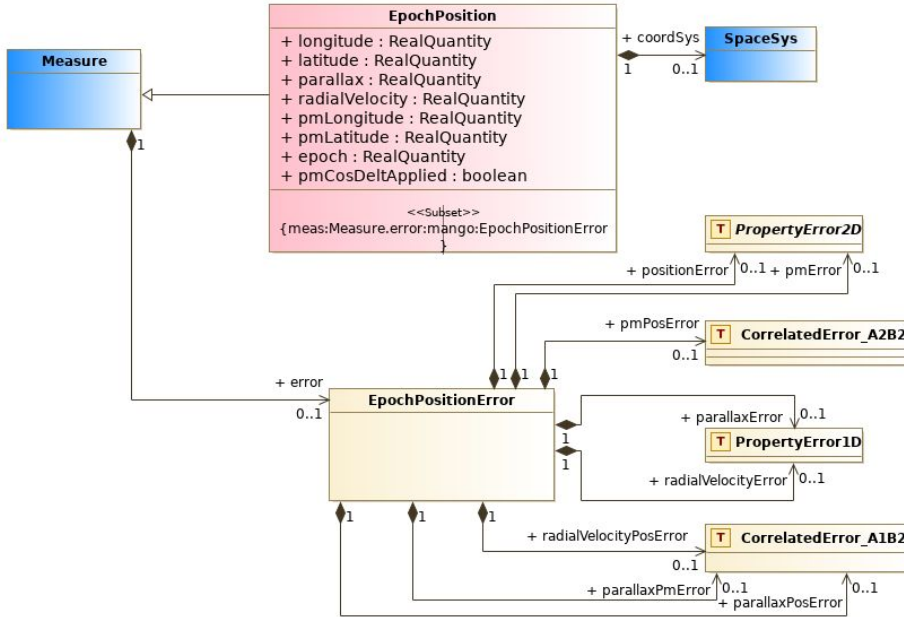 EpochPosition
+ longitude : RealQuantity
+ latitude : RealQuantity
+ parallax : RealQuantity
+ radialVelocity : RealQuantity
+ pmLongitude : RealQuantity
+ pmLatitude : RealQuantity
+ epoch : RealQuantity
+ pmCosDeltApplied : boolean
<<Subset>>
{meas:Measure.error:mango:EpochPositionError
}
+ coordSys
1
0..1
SpaceSys
Measure
1
T PropertyError2D
+ positionError
0..1
+ pmError
0..1
+ pmPosError
0..1
T CorrelatedError_A2B2
1
1
1
+ error
0..1
EpochPositionError
1
+ parallaxError
0..1
T PropertyError1D
1
+ radialVelocityError
0..1
1
1
1
+ radialVelocityPosError
0..1
T CorrelatedError_A1B2
+ parallaxPmError
0..1
+ parallaxPosError
0..1